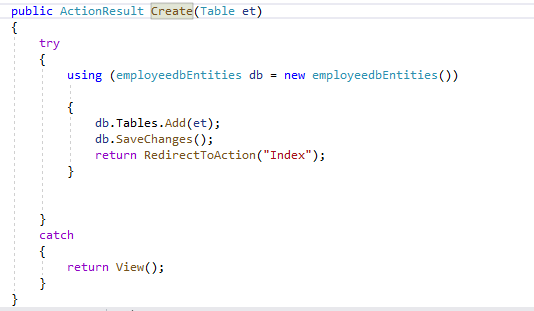 public ActionResult Create(Table et)
{
try
{
using (employeedbEntities db = new employeedbEntities())
{
db.Tables.Add(et);
db.SaveChanges();
return RedirectToAction("Index");
}
}
catch
{
return View();
}
}